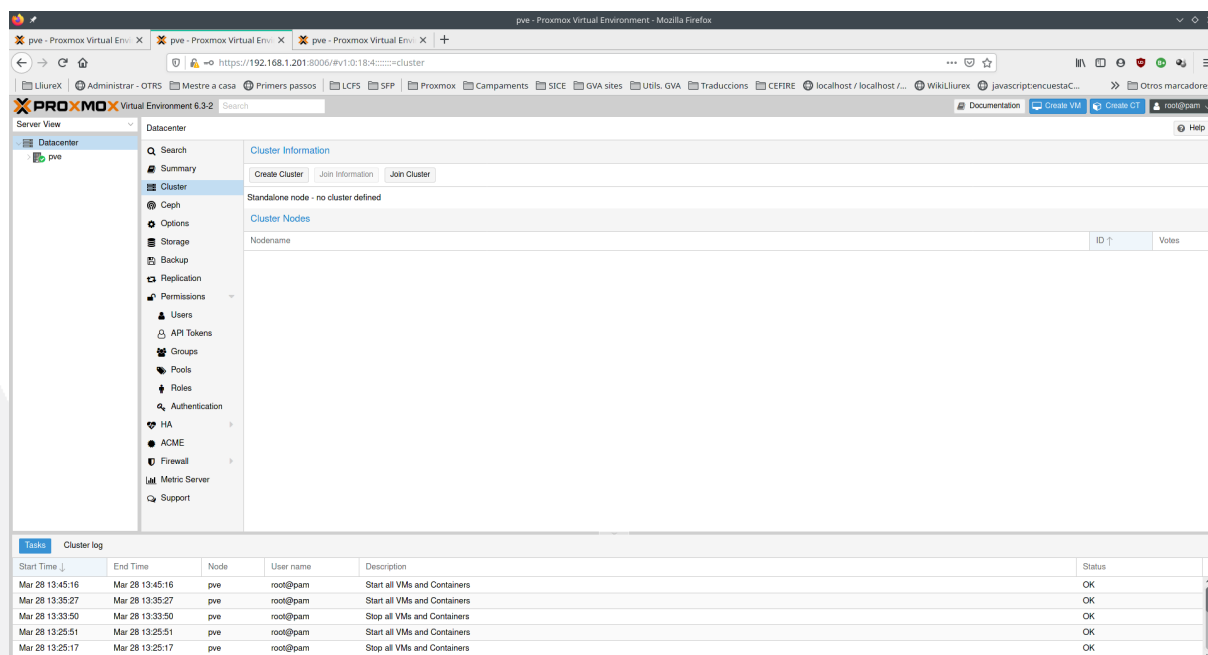 pve - Proxmox Virtual Environment - Mozilla Firefox
pve - Proxmox Virtual Envi pve - Proxmox Virtual Envi pve - Proxmox Virtual Envi
https://192.168.1.201:8006/#v1:0:18:4:::::::=cluster
LliureX Administrar - OTRS Mestre a casa Primers passos LCFS SFP Proxmox Campaments SICE GVA sites Utils. GVA Traduccions CEFIRE localhost / localhost /... WikiLliurex javascript:encuestaC... Otros marcadores
PROXMOX Virtual Environment 6.3-2 Search Documentation Create VM Create CT root@pam
Server View Datacenter Help
Datacenter
pve
Search
Summary
Cluster
Ceph
Options
Storage
Backup
Replication
Permissions
Users
API Tokens
Groups
Pools
Roles
Authentication
HA
ACME
Firewall
Metric Server
Support
Cluster Information
Create Cluster Join Information Join Cluster
Standalone node - no cluster defined
Cluster Nodes
Nodename ID ↑ Votes
Tasks Cluster log
Start Time ↓ End Time Node User name Description Status
Mar 28 13:45:16 Mar 28 13:45:16 pve root@pam Start all VMs and Containers OK
Mar 28 13:35:27 Mar 28 13:35:27 pve root@pam Start all VMs and Containers OK
Mar 28 13:33:50 Mar 28 13:33:50 pve root@pam Stop all VMs and Containers OK
Mar 28 13:25:51 Mar 28 13:25:51 pve root@pam Start all VMs and Containers OK
Mar 28 13:25:17 Mar 28 13:25:17 pve root@pam Stop all VMs and Containers OK